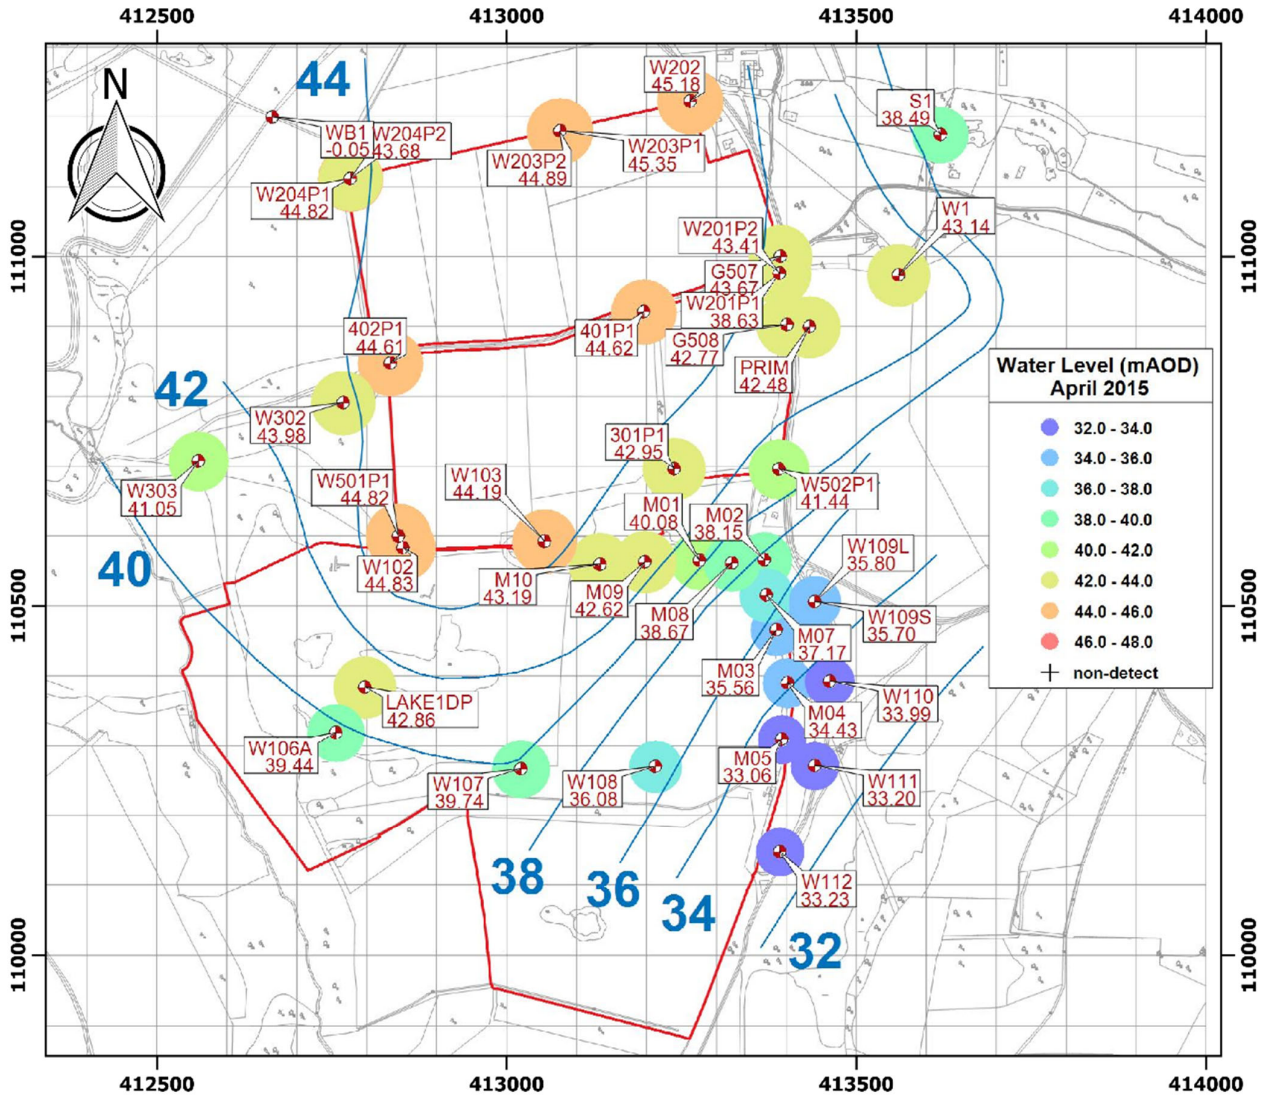 412500
413000
413500
414000
N
44
W202
45.18
S1
38.49
WB1
-0.05
W204P2
43.68
W203P1
45.35
W203P2
44.89
W204P1
44.82
W1
43.14
W201P2
43.41
111000
111000
G507
43.67
W201P1
38.63
402P1
44.61
401P1
44.62
G508
42.77
PRIM
42.48
Water Level (mAOD)
April 2015
32.0 - 34.0
34.0 - 36.0
36.0 - 38.0
38.0 - 40.0
40.0 - 42.0
42.0 - 44.0
44.0 - 46.0
46.0 - 48.0
non-detect
42
W302
43.98
301P1
42.95
W303
41.05
W501P1
44.82
W103
44.19
W502P1
41.44
M01
40.08
M02
38.15
40
W102
44.83
M10
43.19
M09
42.62
M08
38.67
W109L
35.80
W109S
35.70
110500
110500
M07
37.17
M03
35.56
W110
33.99
LAKE1DP
42.86
M04
34.43
W106A
39.44
W107
39.74
W108
36.08
M05
33.06
W111
33.20
38
36
34
W112
33.23
32
110000
110000
412500
413000
413500
414000